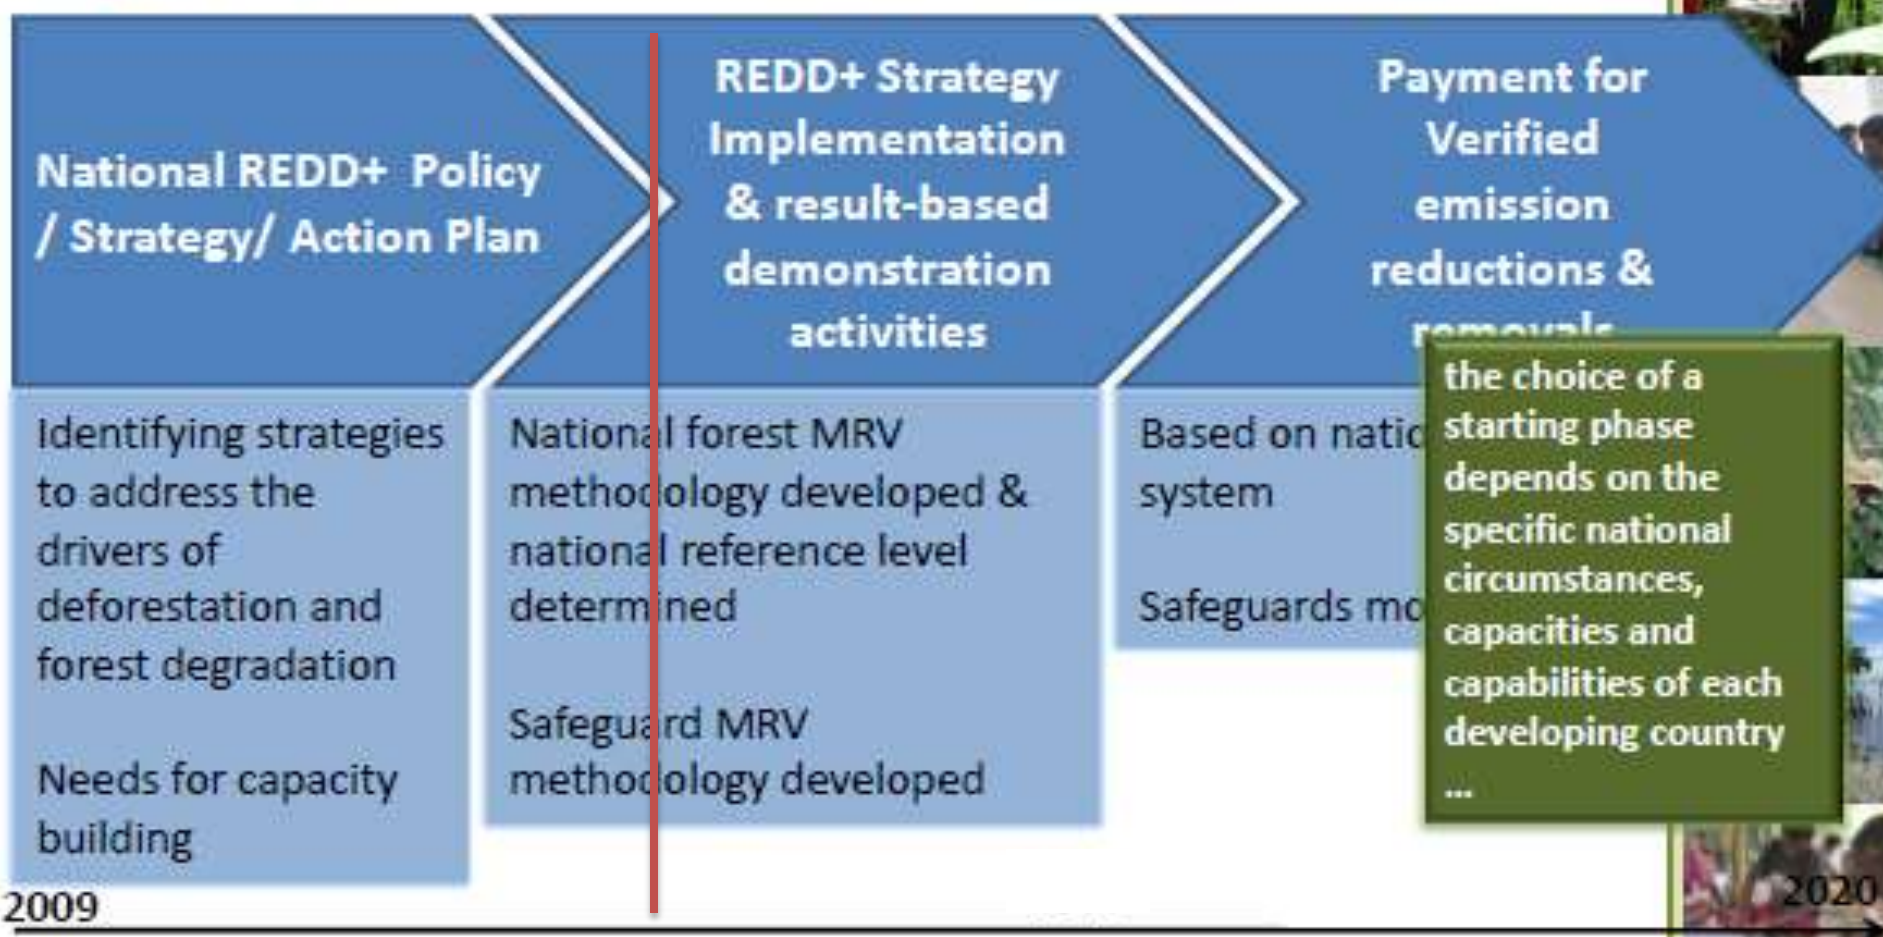 National REDD+ Policy
/ Strategy/ Action Plan
REDD+ Strategy
Implementation
& result-based
demonstration
activities
Payment for
Verified
emission
reductions &
removals
Identifying strategies
to address the
drivers of
deforestation and
forest degradation
Needs for capacity
building
National forest MRV
methodology developed &
national reference level
determined
Safeguard MRV
methodology developed
Based on
system
Safeguards
the choice of a
starting phase
depends on the
specific national
circumstances,
capacities and
capabilities of each
developing country
...
2009
2020